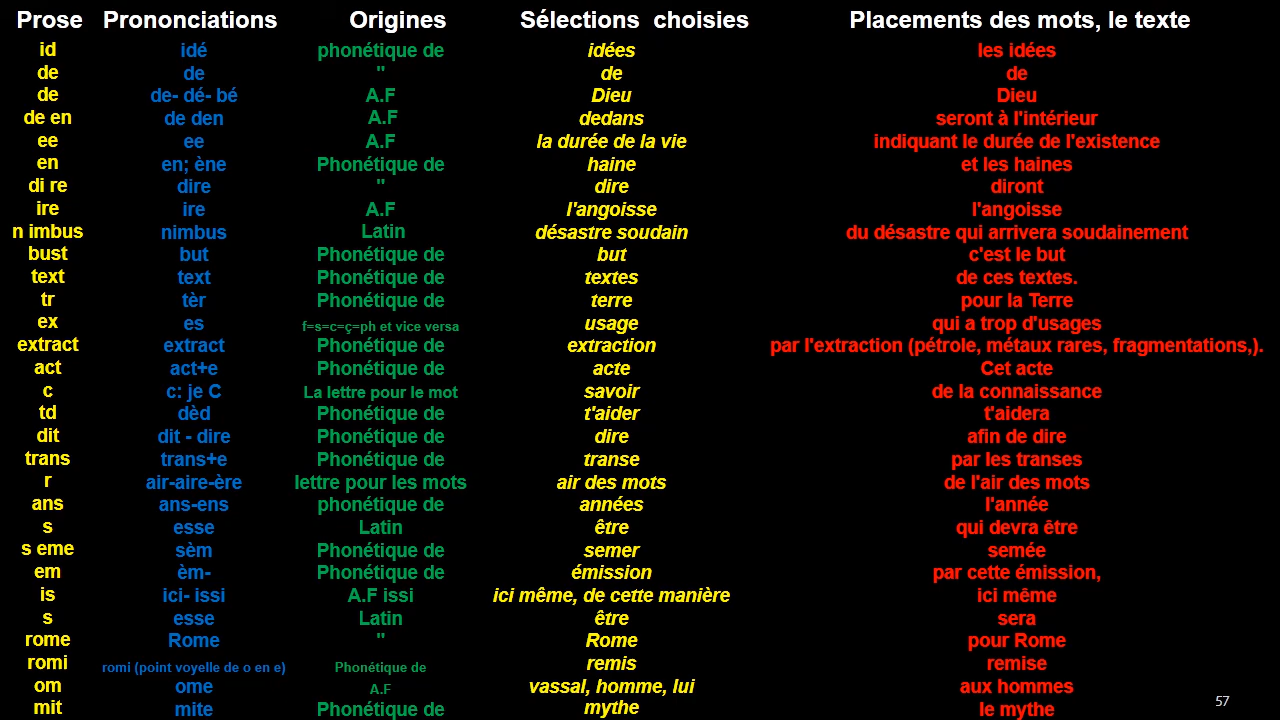 Prose Prononciations Origines Sélections choisies Placements des mots, le texte
id idé phonétique de idées les idées
de de " de de
de de- dé- bé A.F Dieu Dieu
de en de den A.F dedans seront à l'intérieur
ee ee A.F la durée de la vie indiquant le durée de l'existence
en en; ène Phonétique de haine et les haines
di re dire " dire diront
ire ire A.F l'angoisse l'angoisse
n imbus nimbus Latin désastre soudain du désastre qui arrivera soudainement
bust but Phonétique de but c'est le but
text text Phonétique de textes de ces textes.
tr tèr Phonétique de terre pour la Terre
ex es f=s=c=ç=ph et vice versa usage qui a trop d'usages
extract extract Phonétique de extraction par l'extraction (pétrole, métaux rares, fragmentations,).
act act+e Phonétique de acte Cet acte
c c: je C La lettre pour le mot savoir de la connaissance
td dèd Phonétique de t'aider t'aidera
dit dit - dire Phonétique de dire afin de dire
trans trans+e Phonétique de transe par les transes
r air-aire-ère lettre pour les mots air des mots de l'air des mots
ans ans-ens phonétique de années l'année
s esse Latin être qui devra être
s eme sèm Phonétique de semer semée
em èm- Phonétique de émission par cette émission,
is ici- issi A.F issi ici même, de cette manière ici même
s esse Latin être sera
rome Rome " Rome pour Rome
romi romi (point voyelle de o en e) Phonétique de remis remise
om ome A.F vassal, homme, lui aux hommes
mit mite Phonétique de mythe le mythe
57